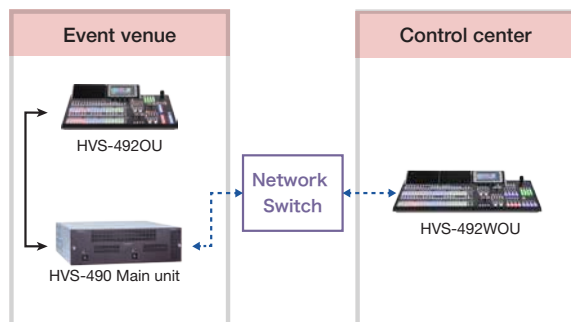 Event venue
Control center
HVS-492OU
Network
Switch
HVS-492WOU
HVS-490 Main unit